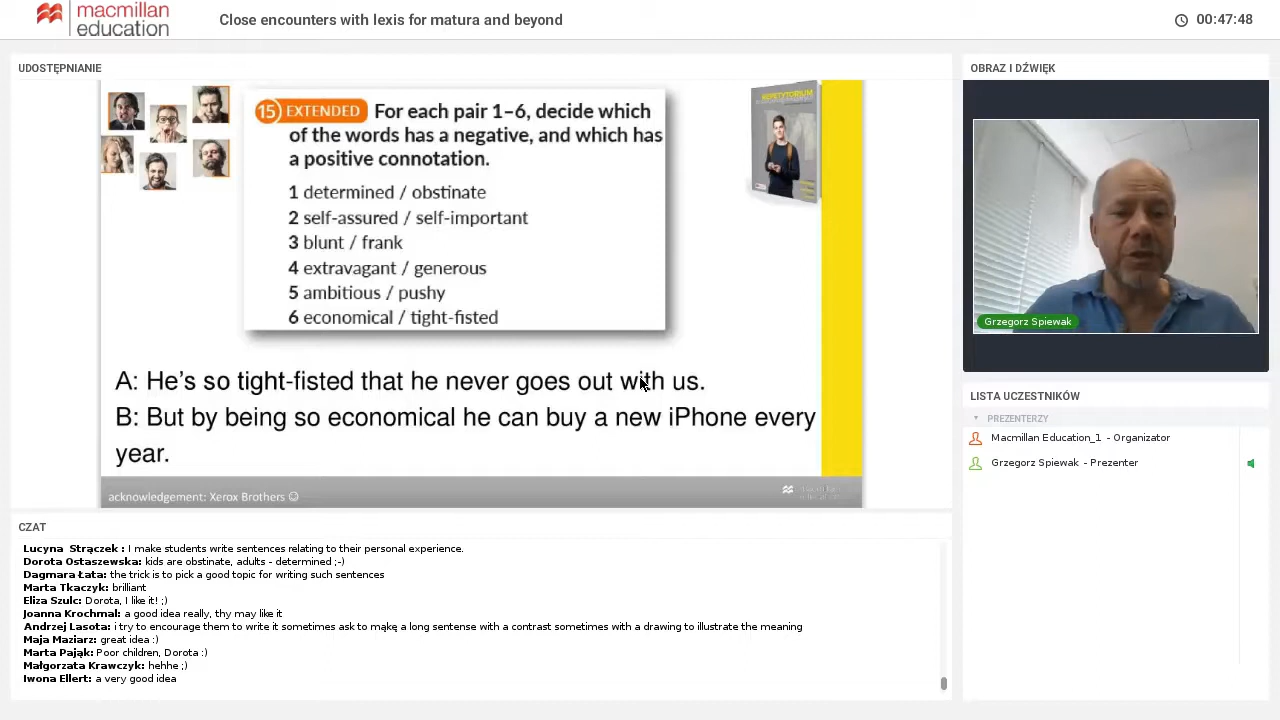 macmillan
education
Close encounters with lexis for matura and beyond
00:47:48
UDOSTĘPNIANIE
15 EXTENDED For each pair 1–6, decide which
of the words has a negative, and which has
a positive connotation.
1 determined / obstinate
2 self-assured / self-important
3 blunt / frank
4 extravagant / generous
5 ambitious / pushy
6 economical / tight-fisted
REPETYTORIUM
A: He's so tight-fisted that he never goes out with us.
B: But by being so economical he can buy a new iPhone every
year.
acknowledgement: Xerox Brothers ☺
OBRAZ I DŹWIĘK
Grzegorz Spiewak
LISTA UCZESTNIKÓW
PREZENTERZY
Macmillan Education_1 - Organizator
Grzegorz Spiewak - Prezenter
CZAT
Lucyna Strączek : I make students write sentences relating to their personal experience.
Dorota Ostaszewska: kids are obstinate, adults - determined ;-)
Dagmara Łata: the trick is to pick a good topic for writing such sentences
Marta Tkaczyk: brilliant
Eliza Szulc: Dorota, I like it! ;)
Joanna Krochmal: a good idea really, thy may like it
Andrzej Lasota: i try to encourage them to write it sometimes ask to mąkę a long sentense with a contrast sometimes with a drawing to illustrate the meaning
Maja Maziarz: great idea :)
Marta Pająk: Poor children, Dorota :)
Małgorzata Krawczyk: hehhe ;)
Iwona Ellert: a very good idea